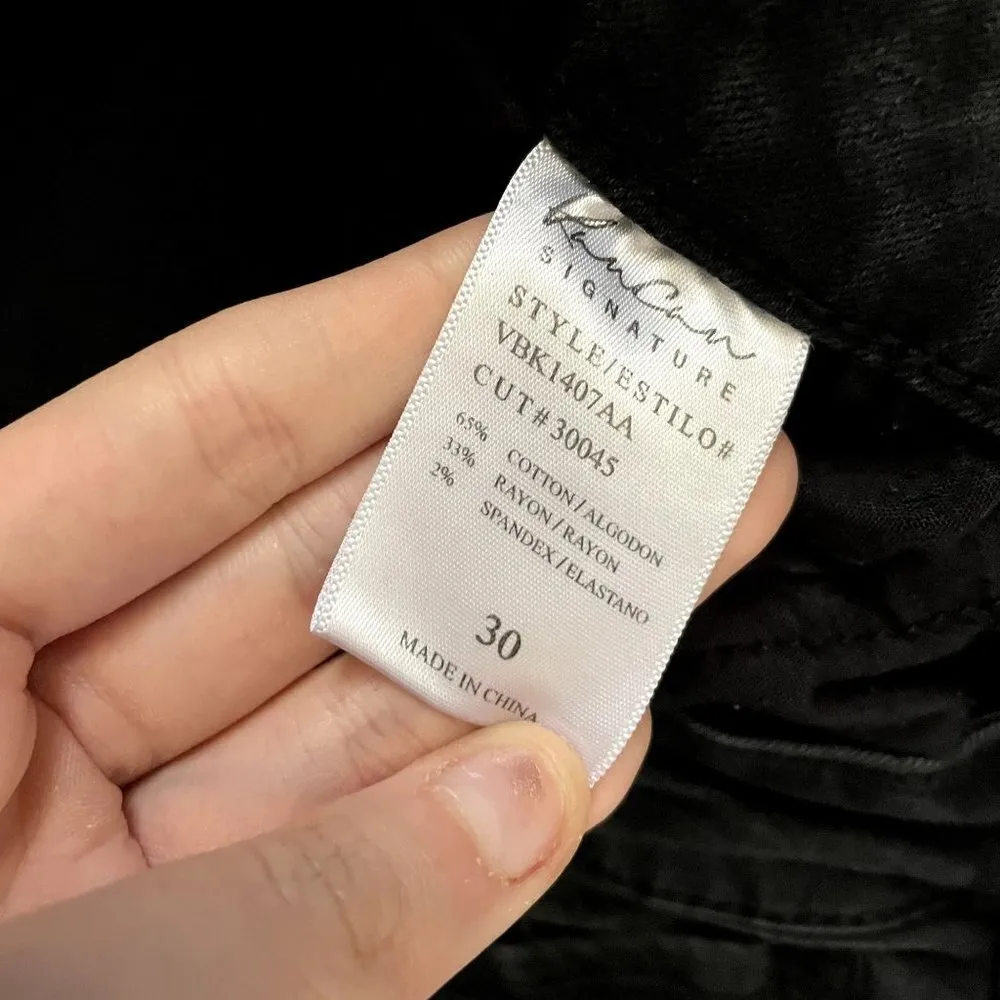 KanCan
SIGNATURE
STYLE/ESTILO#
VBK1407AA
CUT#30045
65% COTTON/ALGODON
33% RAYON/RAYON
2% SPANDEX/ELASTANO
30
MADE IN CHINA